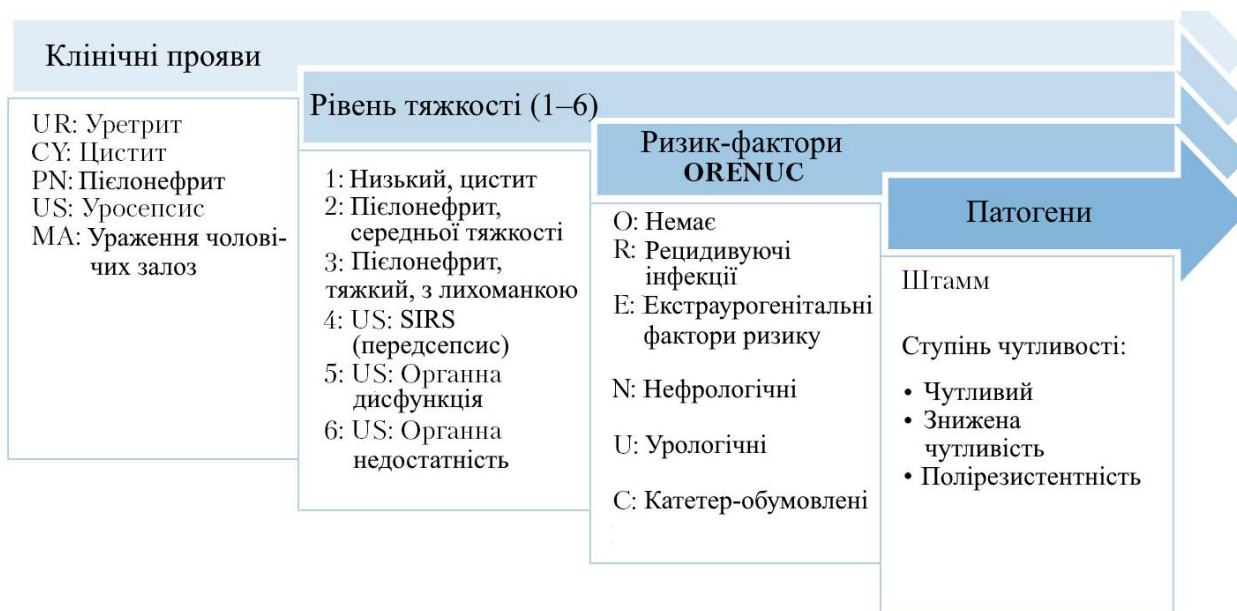 Клінічні прояви
UR: Уретрит
CY: Цистит
PN: Пієлонефрит
US: Уросепсис
MA: Ураження чолові-
чих залоз
Рівень тяжкості (1–6)
1: Низький, цистит
2: Пієлонефрит,
середньої тяжкості
3: Пієлонефрит,
тяжкий, з лихоманкою
4: US: SIRS
(передсепсис)
5: US: Органна
дисфункція
6: US: Органна
недостатність
Ризик-фактори
ORENUC
O: Немає
R: Рецидивуючі
інфекції
E: Екстраурогенітальні
фактори ризику
N: Нефрологічні
U: Урологічні
C: Катетер-обумовлені
Патогени
Штамм
Ступінь чутливості:
• Чутливий
• Знижена
чутливість
• Полірезистентність